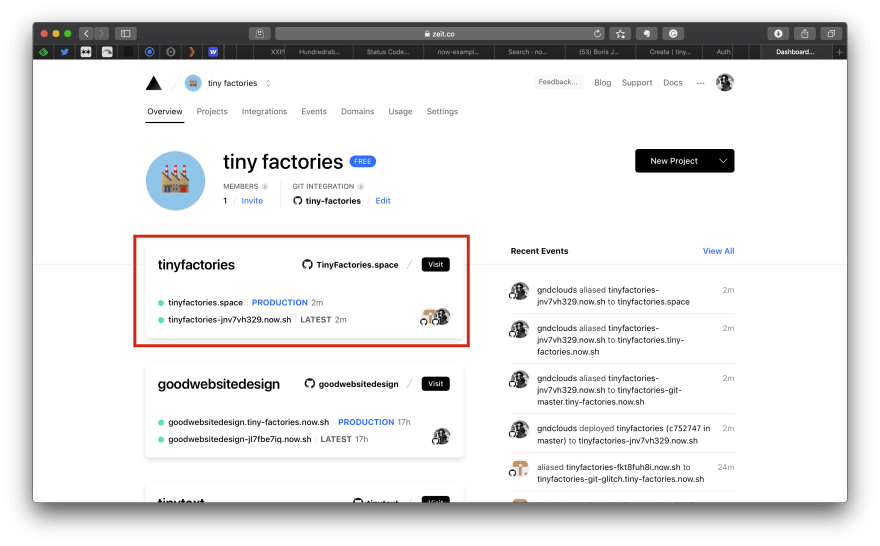 zeit.co
XXIV
Hundredrab...
Status Code...
now-example...
Search - no...
(53) Boris J...
Create | tiny...
Auth
Dashboard...
tiny factories
Feedback...
Blog
Support
Docs
Overview
Projects
Integrations
Events
Domains
Usage
Settings
tiny factories FREE
New Project
MEMBERS
GIT INTEGRATION
1 / Invite
tiny-factories / Edit
tinyfactories
TinyFactories.space / Visit
tinyfactories.space PRODUCTION 2m
tinyfactories-jnv7vh329.now.sh LATEST 2m
goodwebsitedesign
goodwebsitedesign / Visit
goodwebsitedesign.tiny-factories.now.sh PRODUCTION 17h
goodwebsitedesign-jl7fbe7iq.now.sh LATEST 17h
tinytext
tinytext
Visit
Recent Events
View All
gndclouds aliased tinyfactories-
jnv7vh329.now.sh to tinyfactories.space
2m
gndclouds aliased tinyfactories-
jnv7vh329.now.sh to tinyfactories.tiny-
factories.now.sh
2m
gndclouds aliased tinyfactories-
jnv7vh329.now.sh to tinyfactories-git-
master.tiny-factories.now.sh
2m
gndclouds deployed tinyfactories (c752747 in
master) to tinyfactories-jnv7vh329.now.sh
2m
aliased tinyfactories-fkt8fuh8i.now.sh to
tinyfactories-git-glitch.tiny-factories.now.sh
24m